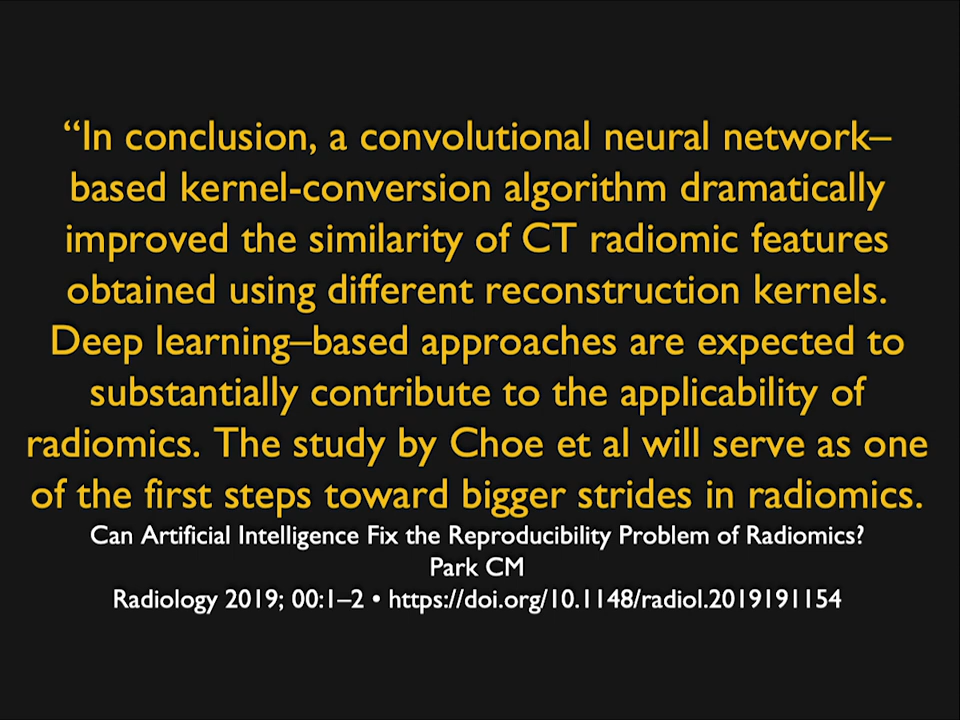 “In conclusion, a convolutional neural network–
based kernel-conversion algorithm dramatically
improved the similarity of CT radiomic features
obtained using different reconstruction kernels.
Deep learning–based approaches are expected to
substantially contribute to the applicability of
radiomics. The study by Choe et al will serve as one
of the first steps toward bigger strides in radiomics.
Can Artificial Intelligence Fix the Reproducibility Problem of Radiomics?
Park CM
Radiology 2019; 00:1–2 • https://doi.org/10.1148/radiol.2019191154